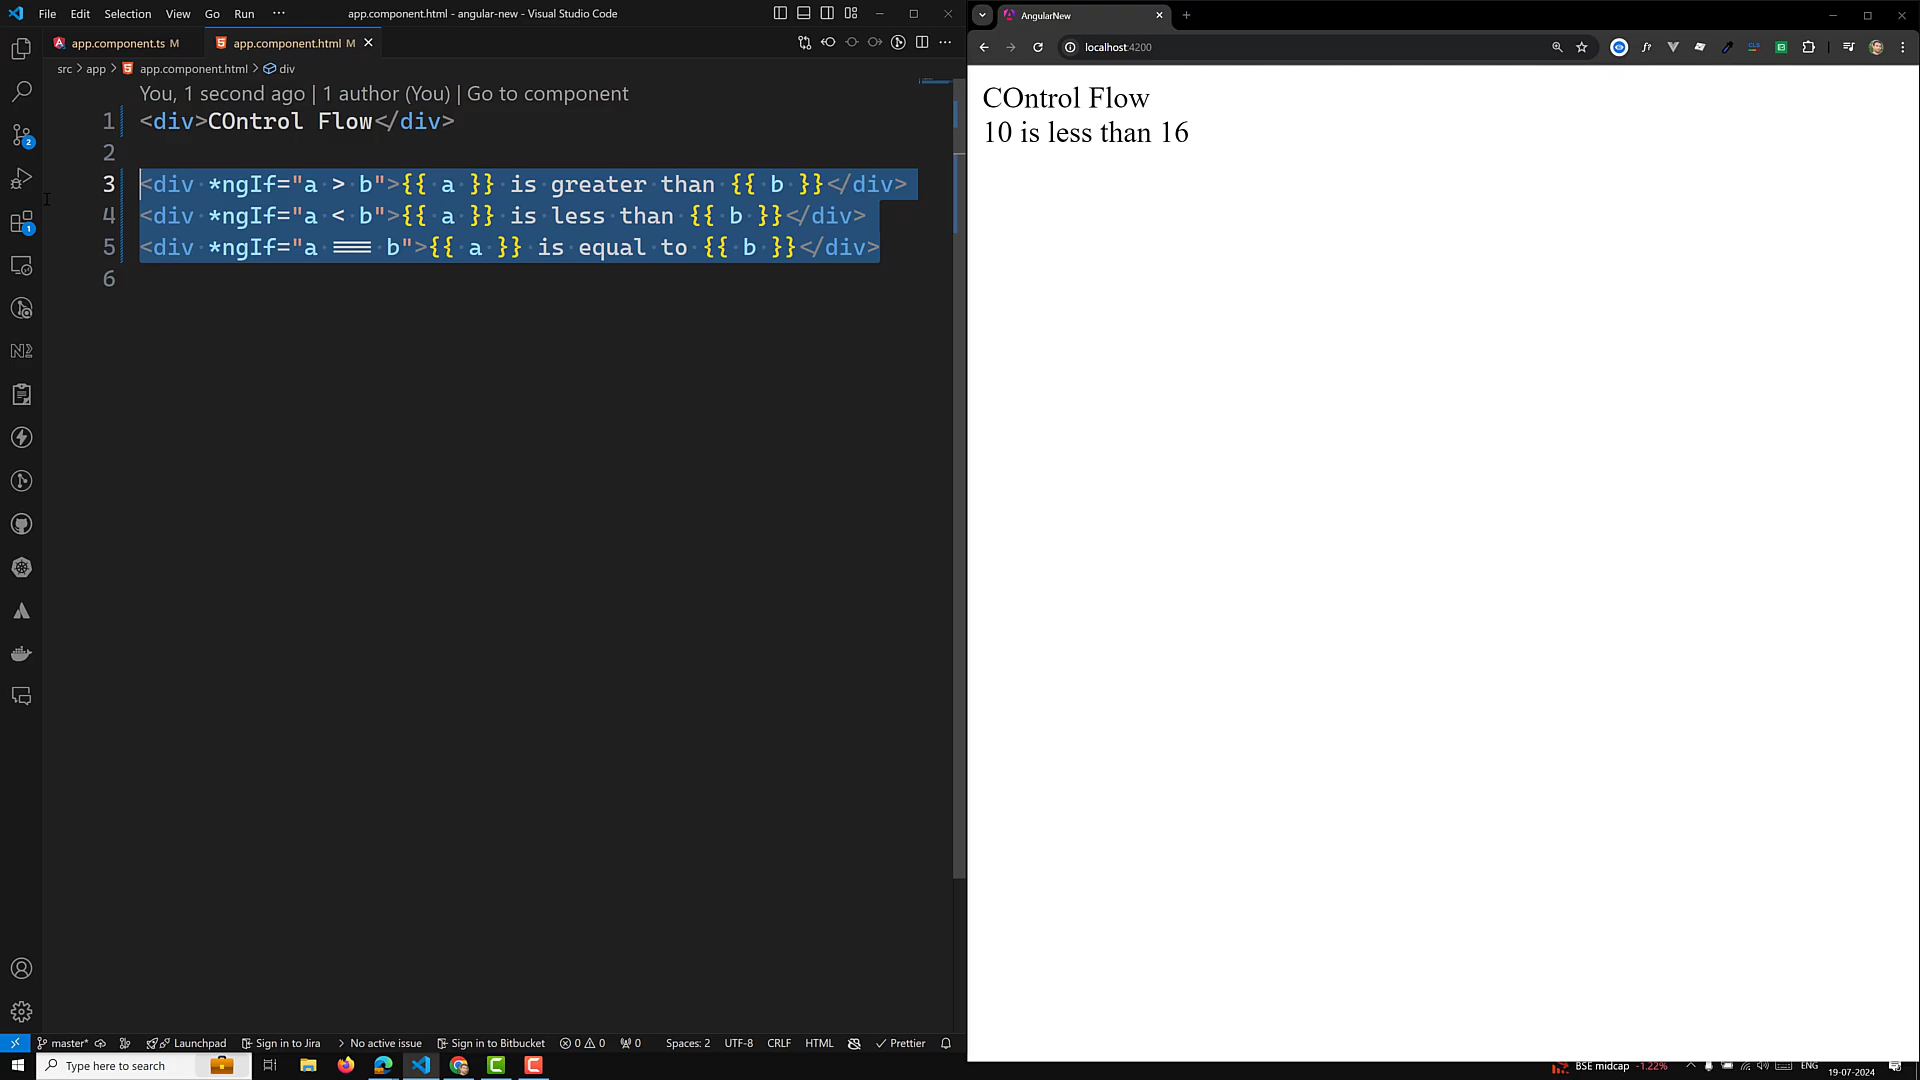 File Edit Selection View Go Run ··· app.component.html - angular-new - Visual Studio Code
app.component.ts M app.component.html M
src > app > app.component.html > div
You, 1 second ago | 1 author (You) | Go to component
1 <div>COntrol Flow</div>
2
3 <div *ngIf="a > b">{{ a }} is greater than {{ b }}</div>
4 <div *ngIf="a < b">{{ a }} is less than {{ b }}</div>
5 <div *ngIf="a === b">{{ a }} is equal to {{ b }}</div>
6
2
1
master* Launchpad Sign in to Jira No active issue Sign in to Bitbucket 0 0 0 Spaces: 2 UTF-8 CRLF HTML Prettier
AngularNew
localhost:4200
COntrol Flow
10 is less than 16
Type here to search
BSE midcap -1.22% ENG 19-07-2024